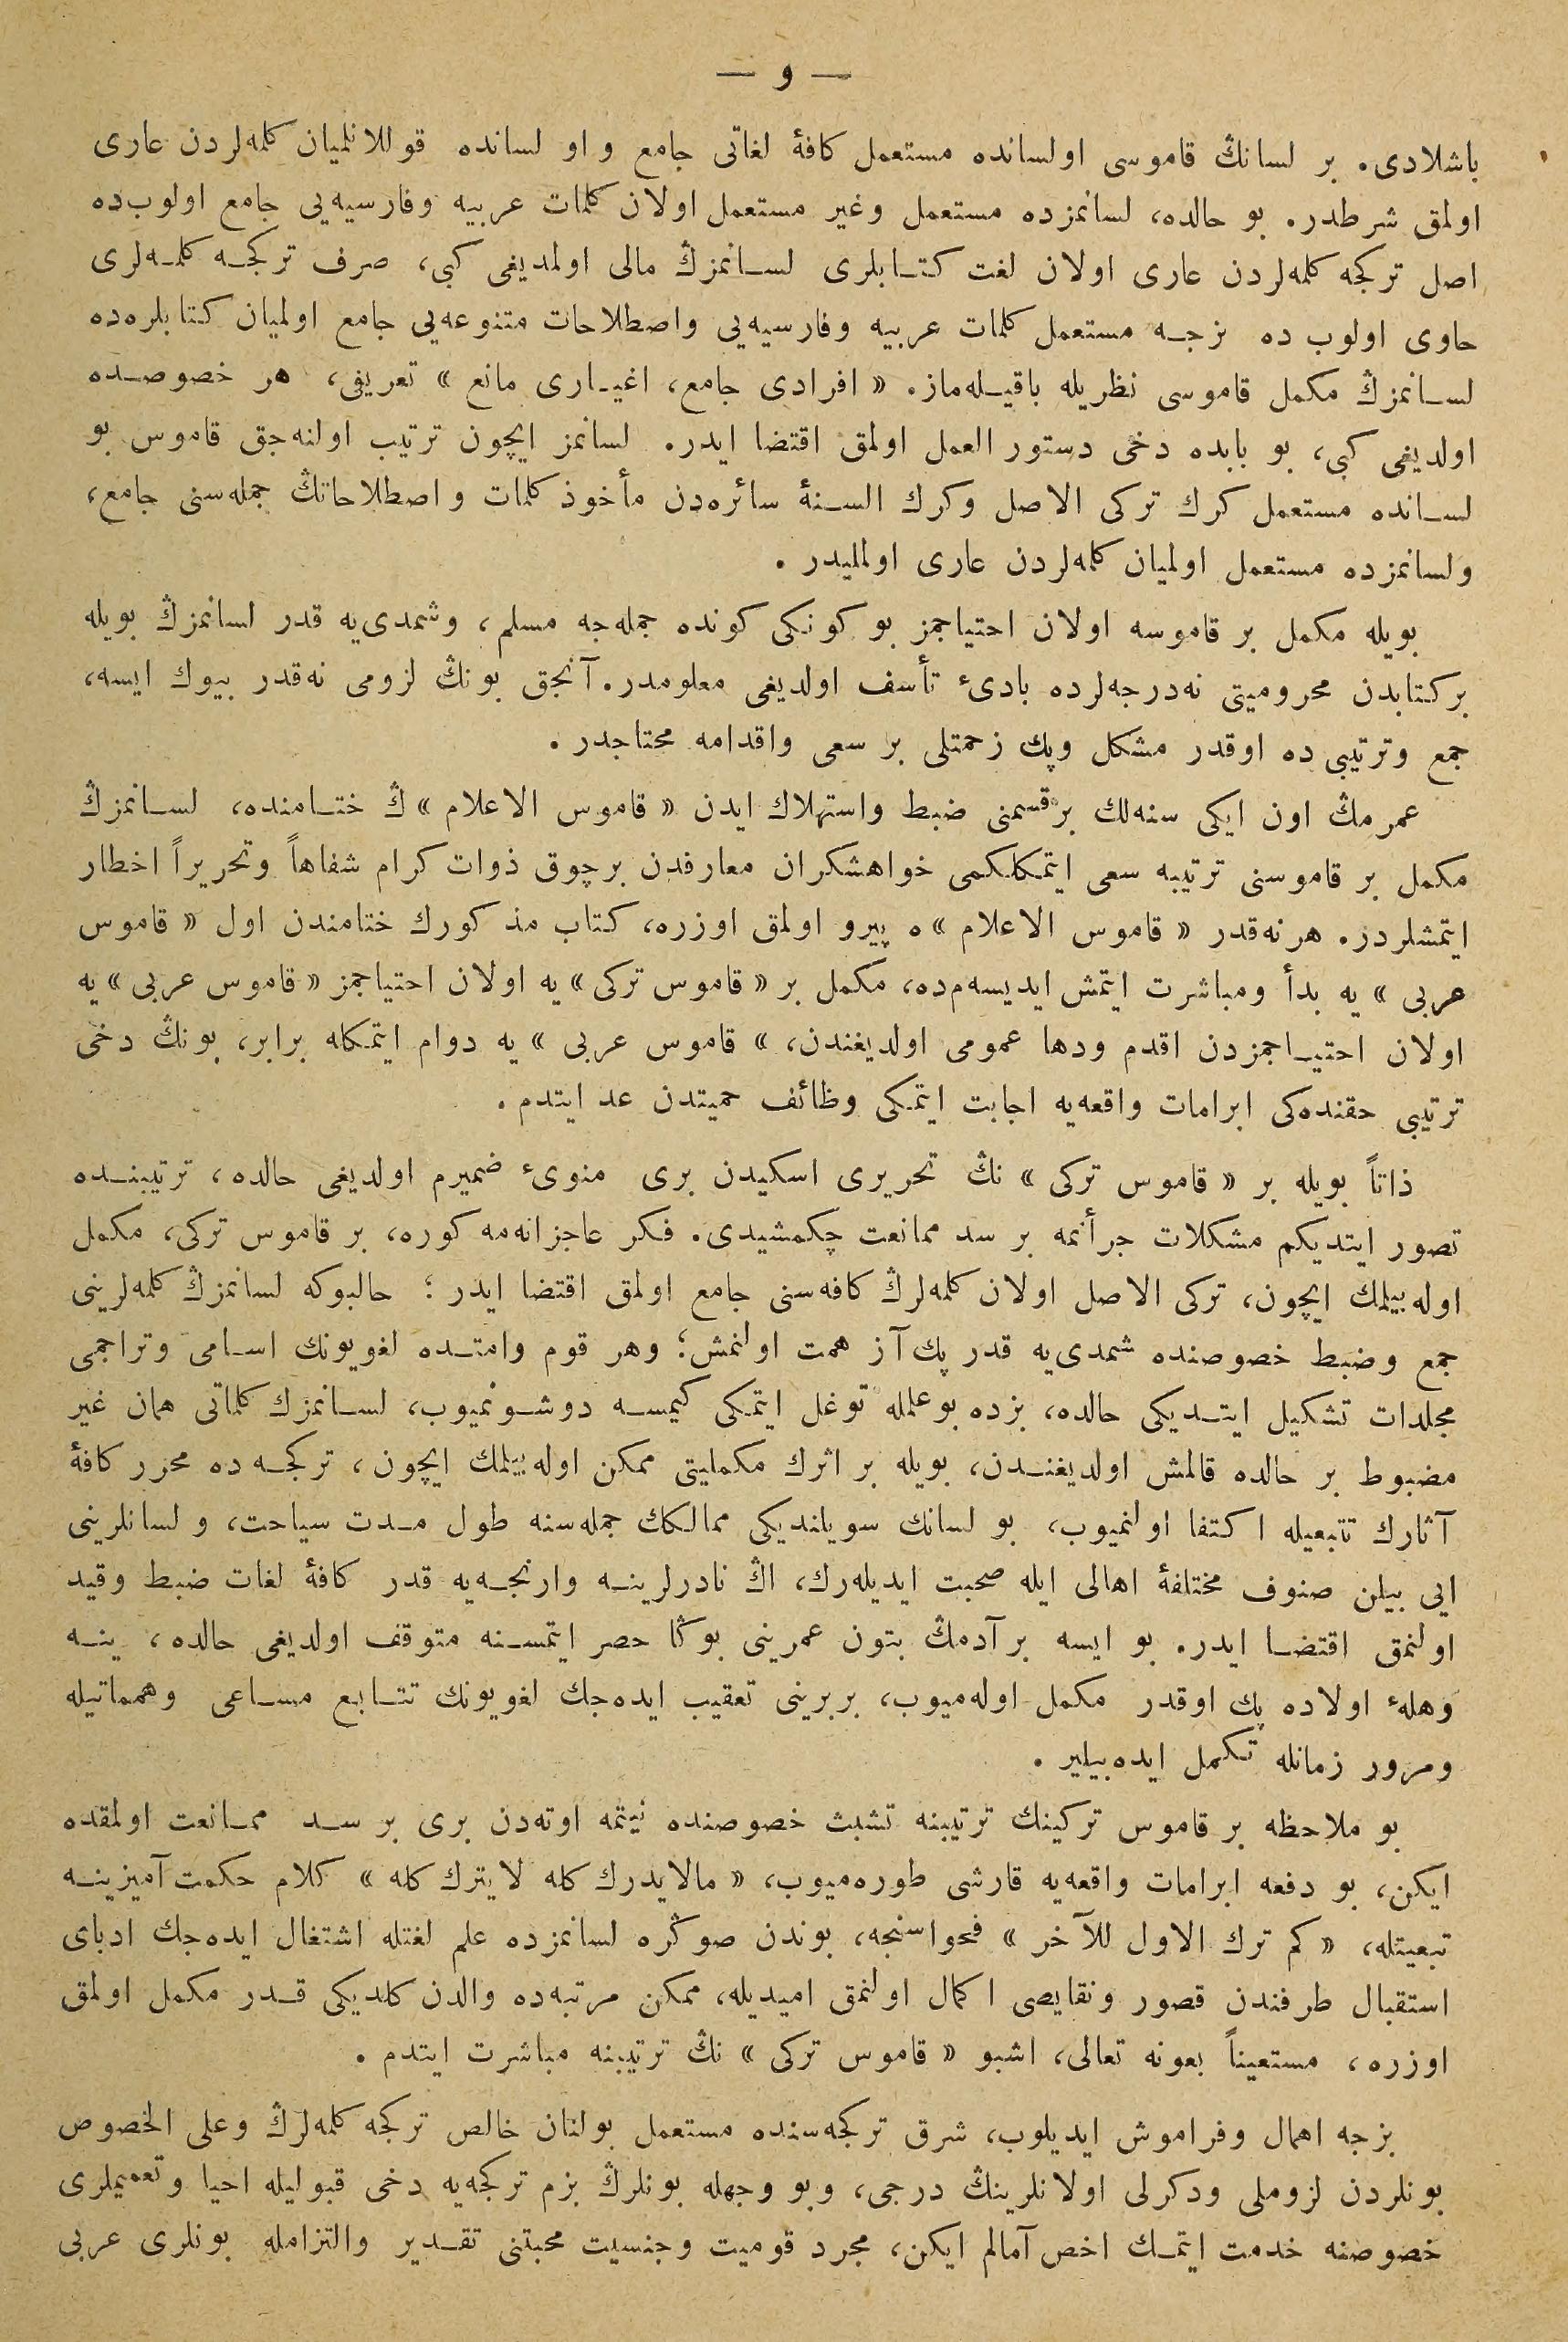 — و —
باشلادی. بر لسانڭ قاموسی اولسانده مستعمل كافهٔ لغاتی جامع و او لسانده قوللانلمیان كلمه‌لردن عاری
اولمق شرطدر. بو حالده، لسانمزده مستعمل وغیر مستعمل اولان كلمات عربیه وفارسیه‌یی جامع اولوب‌ده
اصل تركجه كلمه‌لردن عاری اولان لغت كتابلری لسانمزڭ مالی اولمدیغی كبی، صرف تركجه كلمه‌لری
حاوی اولوب ده بزجه مستعمل كلمات عربیه وفارسیه‌یی واصطلاحات متنوعه‌یی جامع اولمیان كتابلره‌ده
لسانمزڭ مكمل قاموسی نظریله باقیله‌ماز. « افرادی جامع، اغیاری مانع » تعریفی، هر خصوصده
اولدیغی كبی، بو بابده دخی دستور العمل اولمق اقتضا ایدر. لسانمز ایچون ترتیب اولنه‌جق قاموس بو
لسانده مستعمل كرك تركی الاصل وكرك السنهٔ سائره‌دن مأخوذ كلمات و اصطلاحاتڭ جمله‌سنی جامع،
ولسانمزده مستعمل اولمیان كلمه‌لردن عاری اولملیدر .
بویله مكمل بر قاموسه اولان احتیاجمز بو كونكی كونده جمله‌جه مسلم، وشمدی‌یه قدر لسانمزڭ بویله
بركتابدن محرومیتی نه‌درجه‌لرده بادیٔ تأسف اولدیغی معلومدر. آنجق بونڭ لزومی نه‌قدر بیوك ایسه،
جمع وترتیبی ده اوقدر مشكل وپك زحمتلی بر سعی واقدامه محتاجدر .
عمرمڭ اون ایكی سنه‌لك برقسمنی ضبط واستهلاك ایدن « قاموس الاعلام » ڭ ختامنده، لسانمزڭ
مكمل بر قاموسنی ترتیبه سعی ایتمكلكمی خواهشكران معارفدن برچوق ذوات كرام شفاهاً وتحریراً اخطار
ایتمشلردر. هرنه‌قدر « قاموس الاعلام » ه پیرو اولمق اوزره، كتاب مذكورك ختامندن اول « قاموس
عربی » یه بدأ ومباشرت ایتمش ایدیسه‌م‌ده، مكمل بر « قاموس تركی » یه اولان احتیاجمز « قاموس عربی » یه
اولان احتیاجمزدن اقدم ودها عمومی اولدیغندن، » قاموس عربی » یه دوام ایتمكله برابر، بونڭ دخی
ترتیبی حقنده‌كی ابرامات واقعه‌یه اجابت ایتمكی وظائف حمیتدن عد ایتدم .
ذاتاً بویله بر « قاموس تركی » نڭ تحریری اسكیدن بری منویٔ ضمیرم اولدیغی حالده، ترتیبنده
تصور ایتدیكم مشكلات جرأتمه بر سد ممانعت چكمشیدی. فكر عاجزانه‌مه كوره، بر قاموس تركی، مكمل
اوله‌بیلمك ایچون، تركی الاصل اولان كلمه‌لرڭ كافه‌سنی جامع اولمق اقتضا ایدر ؛ حالبوكه لسانمزڭ كلمه‌لرینی
جمع وضبط خصوصنده شمدی‌یه قدر پك آز همت اولنمش؛ وهر قوم وامتده لغویونك اسامی وتراجمی
مجلدات تشكیل ایتدیكی حالده، بزده بو علمله توغل ایتمكی كیمسه دوشونمیوب، لسانمزك كلماتی همان غیر
مضبوط بر حالده قالمش اولدیغندن، بویله بر اثرك مكملیتی ممكن اوله‌بیلمك ایچون، تركجه ده محرر كافهٔ
آثارك تتبعیله اكتفا اولنمیوب، بو لسانك سویلندیكی ممالكك جمله‌سنه طول مدت سیاحت، و لسانلرینی
ایی بیلن صنوف مختلفهٔ اهالی ایله صحبت ایدیله‌رك، اڭ نادرلرینه وارنجه‌یه قدر كافهٔ لغات ضبط وقید
اولنمق اقتضا ایدر. بو ایسه برآدمڭ بتون عمرینی بوڭا حصر ایتمسنه متوقف اولدیغی حالده، ینه
وهلهٔ اولاده پك اوقدر مكمل اوله‌میوب، بربرینی تعقیب ایده‌جك لغویونك تتابع مساعی وهمماتیله
ومرور زمانله تكمل ایده‌بیلیر .
بو ملاحظه بر قاموس تركینك ترتیبنه تشبث خصوصنده نیتمه اوته‌دن بری بر سد ممانعت اولمقده
ایكن، بو دفعه ابرامات واقعه‌یه قارشی طوره‌میوب، « مالایدرك كله لایترك كله » كلام حكمت‌آمیزینه
تبعیتله، « كم ترك الاول للآخر » فحواسنجه، بوندن صوڭره لسانمزده علم لغتله اشتغال ایده‌جك ادبای
استقبال طرفندن قصور ونقایصی اكمال اولنمق امیدیله، ممكن مرتبه‌ده والدن كلدیكی قدر مكمل اولمق
اوزره، مستعیناً بعونه تعالی، اشبو « قاموس تركی » نڭ ترتیبنه مباشرت ایتدم .
بزجه اهمال وفراموش ایدیلوب، شرق تركجه‌سنده مستعمل بولنان خالص تركجه كلمه‌لرڭ وعلی الخصوص
بونلردن لزوملی ودكرلی اولانلرینڭ درجی، وبو وجهله بونلرڭ بزم تركجه‌یه دخی قبولیله احیا وتعمیملری
خصوصنه خدمت ایتمك اخص آمالم ایكن، مجرد قومیت وجنسیت محبتنی تقدیر والتزامله بونلری عربی